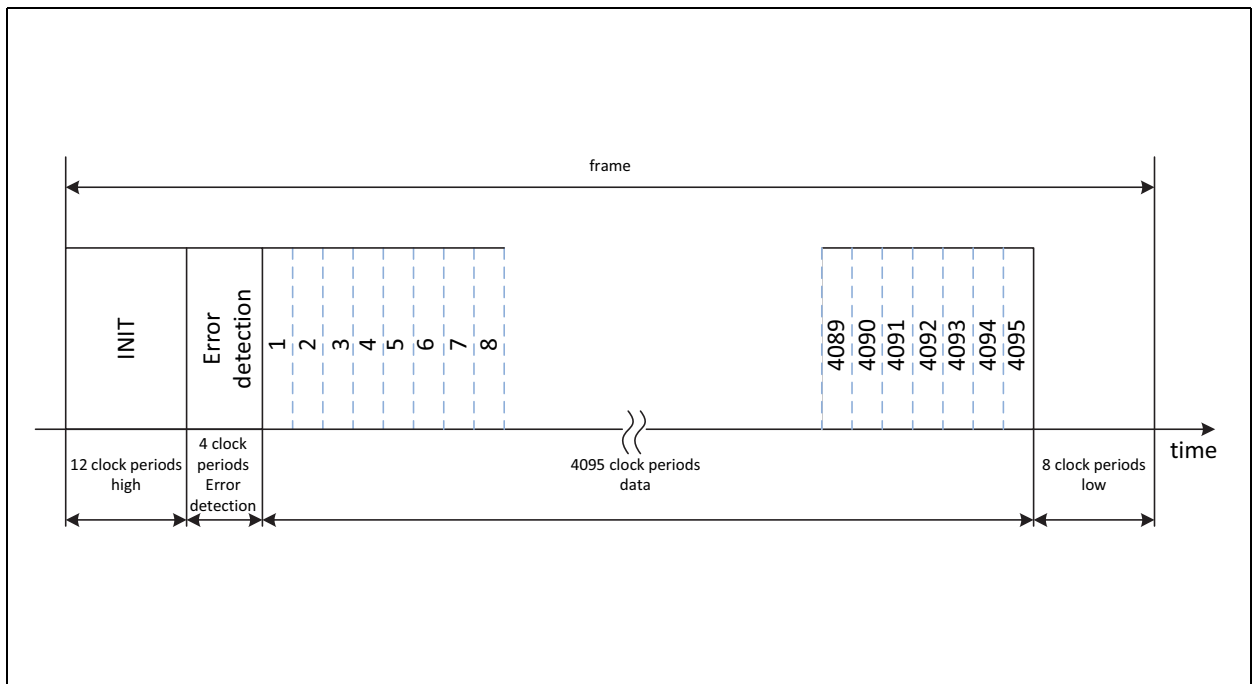 frame
INIT
Error
detection
1
2
3
4
5
6
7
8
4089
4090
4091
4092
4093
4094
4095
time
12 clock periods
high
4 clock
periods
Error
detection
4095 clock periods
data
8 clock periods
low